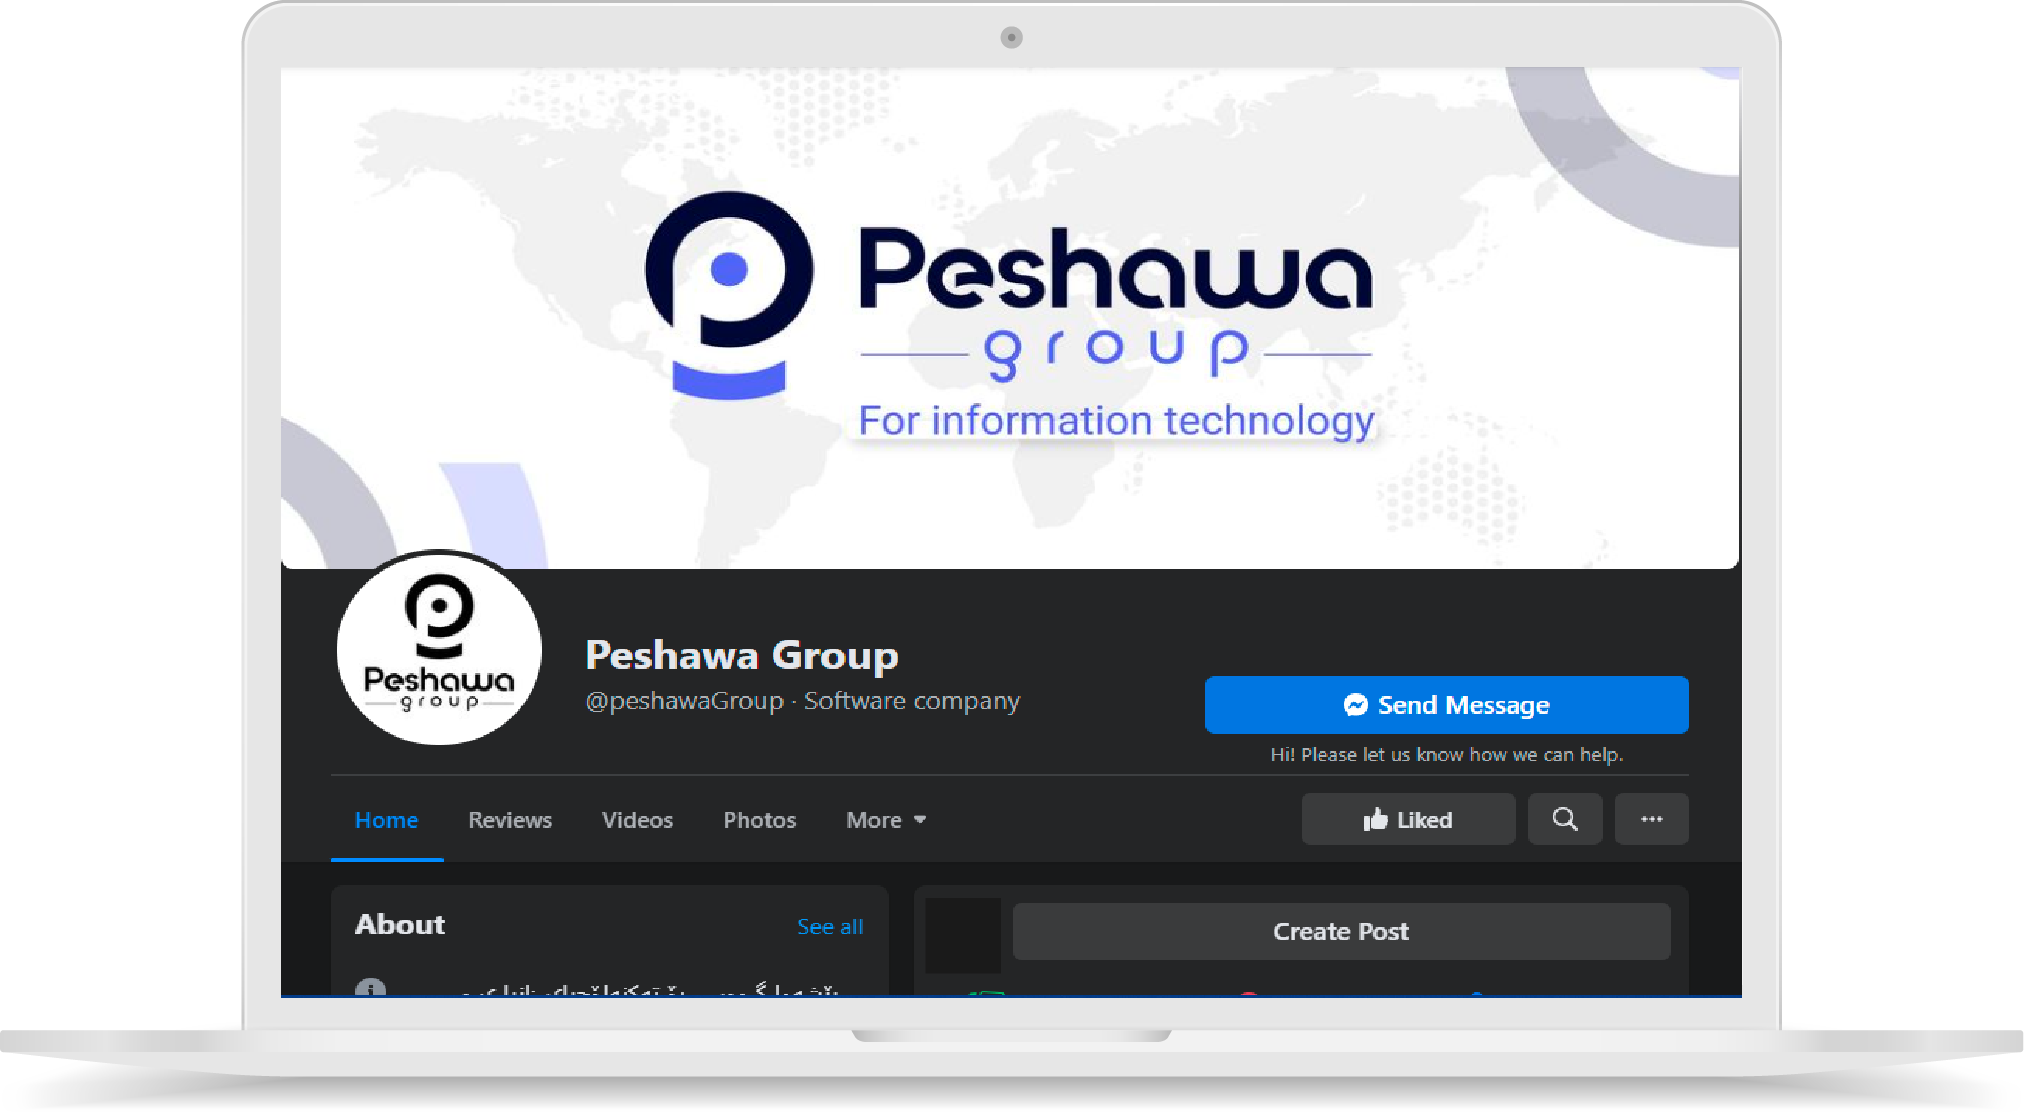 Peshawa
group
For information technology
Peshawa
group
Peshawa Group
@peshawaGroup · Software company
Send Message
Hi! Please let us know how we can help.
Home Reviews Videos Photos More
Liked
About
See all
Create Post